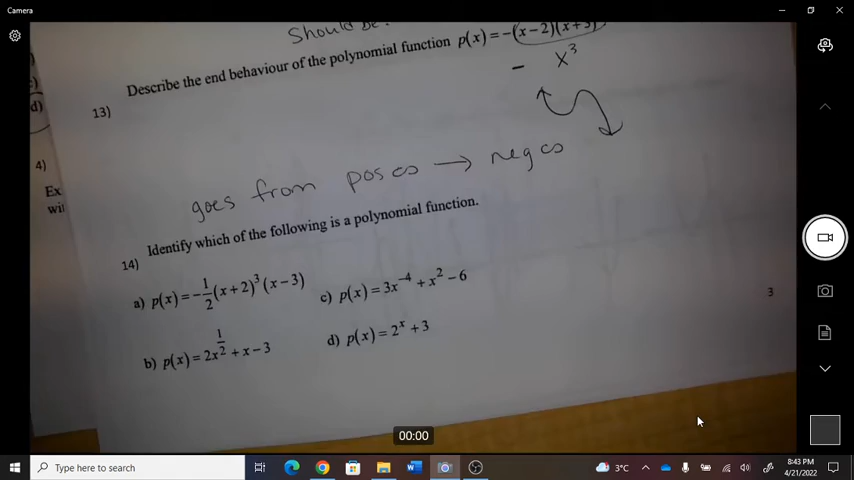 Camera
Should be
Describe the end behaviour of the polynomial function p(x) = -(x-2)(x+3)
13)
- x³
goes from pos ∞ → neg ∞
d)
4)
Ex
14) Identify which of the following is a polynomial function.
a) p(x) = -1/2 (x+2)³(x-3)
c) p(x) = 3x⁻⁴ + x² - 6
b) p(x) = 2x^(1/2) + x - 3
d) p(x) = 2ˣ + 3
3
00:00
Type here to search
3°C
8:43 PM
4/21/2022